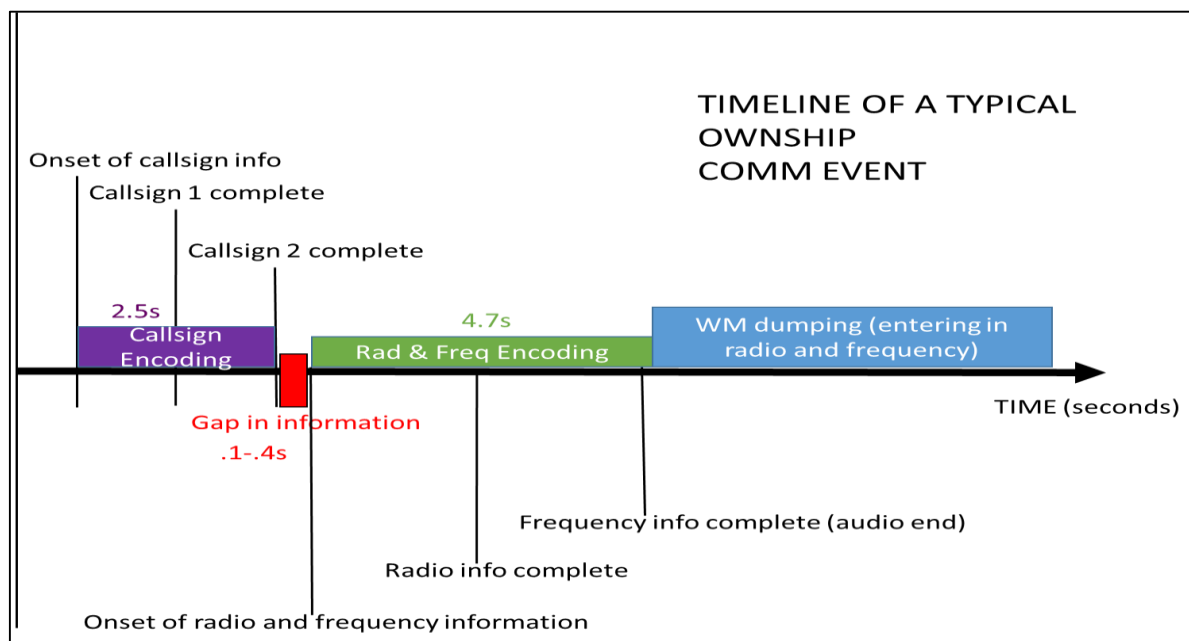 TIMELINE OF A TYPICAL
OWNSHIP
COMM EVENT
Onset of callsign info
Callsign 1 complete
Callsign 2 complete
2.5s
Callsign
Encoding
4.7s
Rad & Freq Encoding
WM dumping (entering in
radio and frequency)
TIME (seconds)
Gap in information
.1-.4s
Frequency info complete (audio end)
Radio info complete
Onset of radio and frequency information